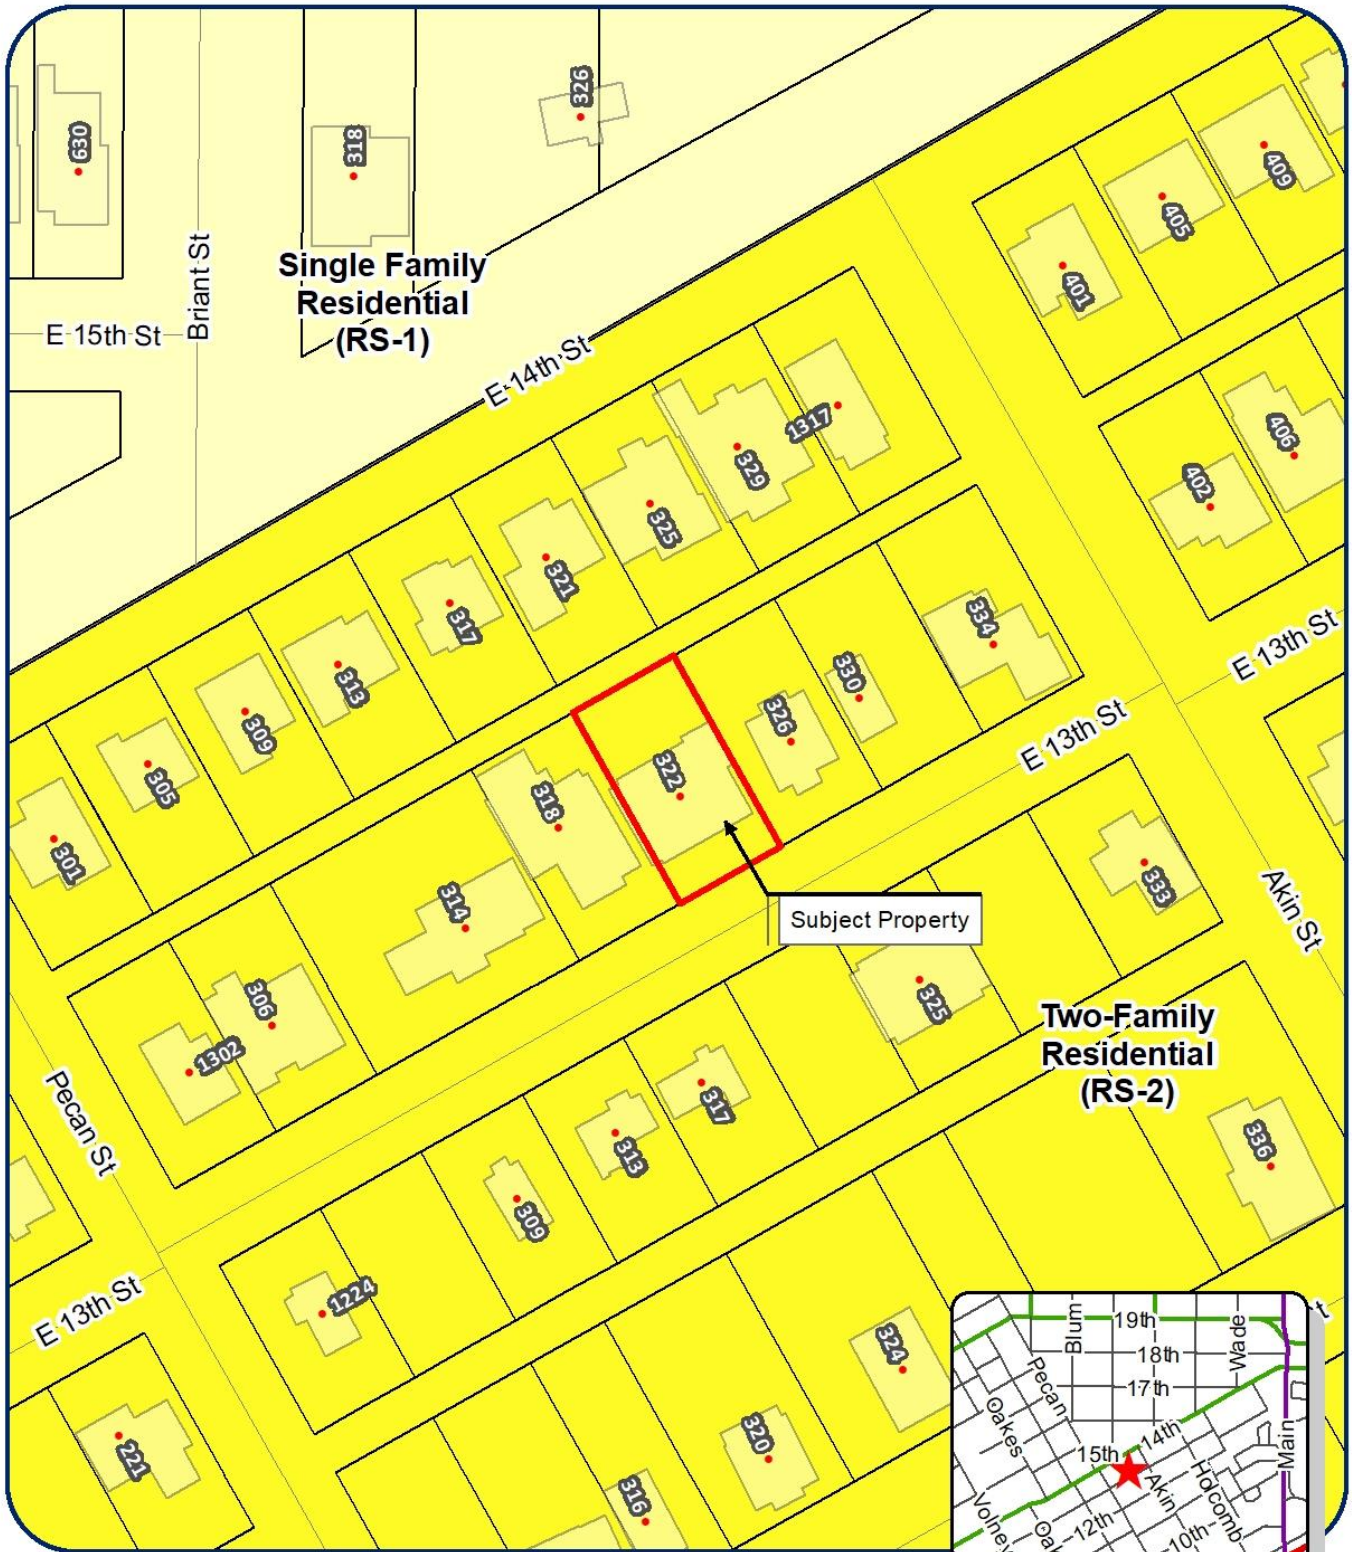 326
630
318
409
405
Briant St
Single Family
Residential
(RS-1)
401
E 15th St
E 14th St
1317
406
329
402
325
321
317
334
E 13th St
313
330
309
326
E 13th St
322
305
318
301
333
314
Akin St
Subject Property
325
306
Two-Family
Residential
(RS-2)
1302
Pecan St
317
313
336
309
E 13th St
1224
324
320
221
316
Blum
19th
Wade
18th
Pecan
17th
Oakes
14th
15th
Main
Akin
Holcomb
Volney
12th
10th